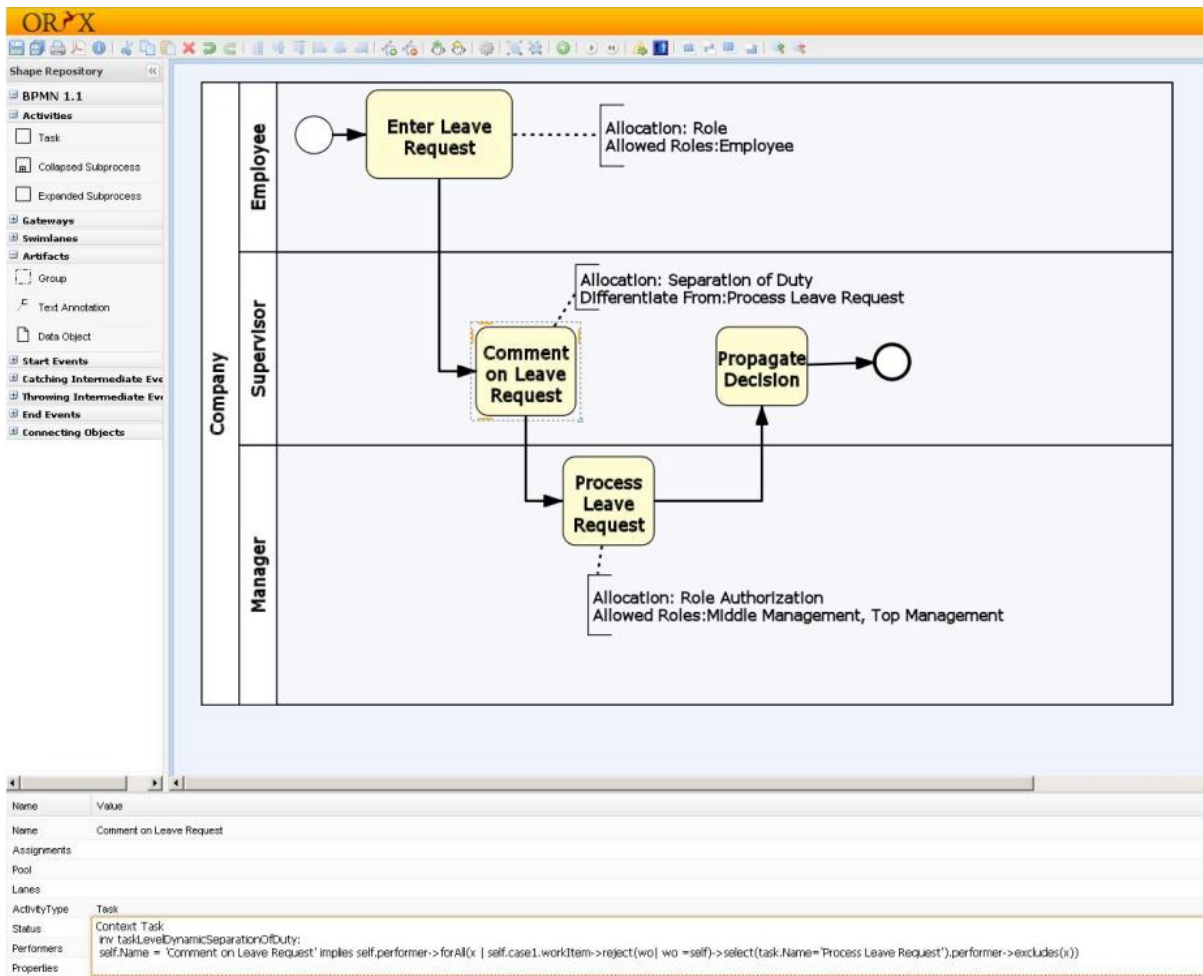 ORYX
Shape Repository
BPMN 1.1
Activities
Task
Collapsed Subprocess
Expanded Subprocess
Gateways
Swimlanes
Artifacts
Group
Text Annotation
Data Object
Start Events
Catching Intermediate Eve
Throwing Intermediate Eve
End Events
Connecting Objects
Company
Employee
Enter Leave
Request
Allocation: Role
Allowed Roles:Employee
Supervisor
Allocation: Separation of Duty
Differentiate From:Process Leave Request
Comment
on Leave
Request
Propagate
Decision
Manager
Process
Leave
Request
Allocation: Role Authorization
Allowed Roles:Middle Management, Top Management
Name Value
Name Comment on Leave Request
Assignments
Pool
Lanes
ActivityType Task
Status
Performers
Properties
Context Task
inv taskLevelDynamicSeparationOfDuty:
self.Name = 'Comment on Leave Request' implies self.performer->forAll(x | self.case1.workItem->reject(wo| wo =self)->select(task.Name='Process Leave Request').performer->excludes(x))